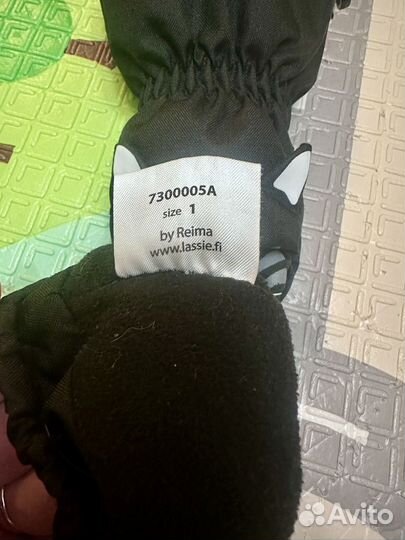 7300005A
size 1
by Reima
www.lassie.fi
Avito